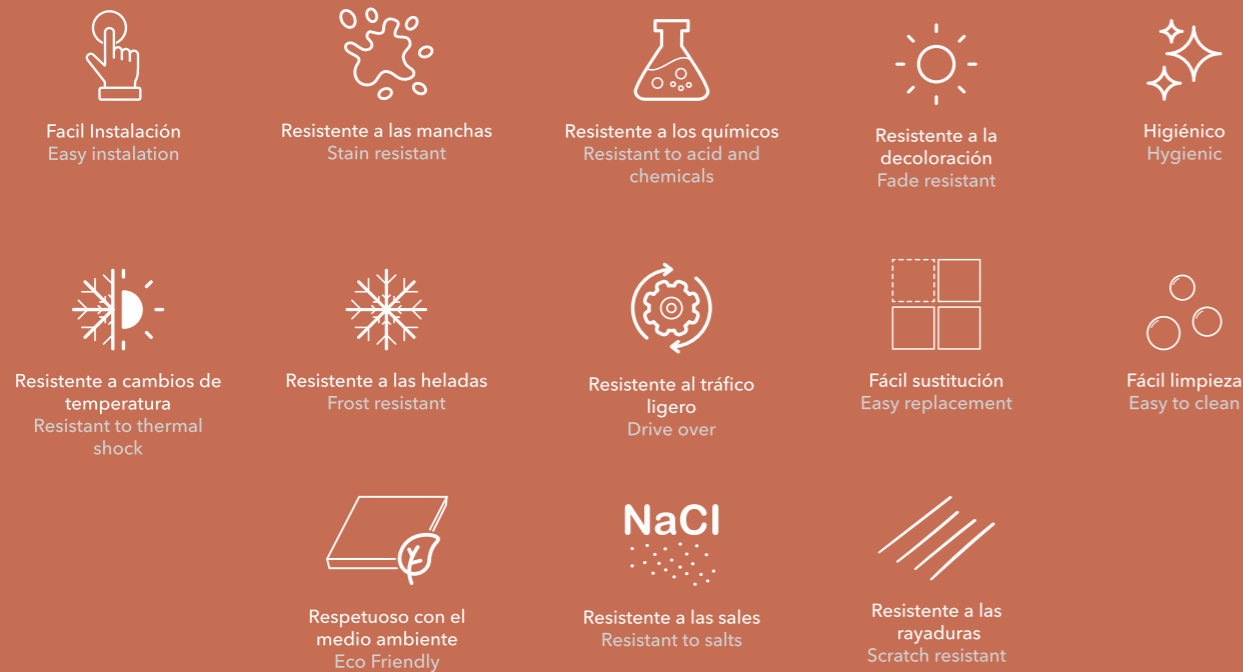 Facil Instalación
Easy instalation
Resistente a las manchas
Stain resistant
Resistente a los químicos
Resistant to acid and
chemicals
Resistente a la
decoloración
Fade resistant
Higiénico
Hygienic
Resistente a cambios de
temperatura
Resistant to thermal
shock
Resistente a las heladas
Frost resistant
Resistente al tráfico
ligero
Drive over
Fácil sustitución
Easy replacement
Fácil limpieza
Easy to clean
Respetuoso con el
medio ambiente
Eco Friendly
NaCl
Resistente a las sales
Resistant to salts
Resistente a las
rayaduras
Scratch resistant